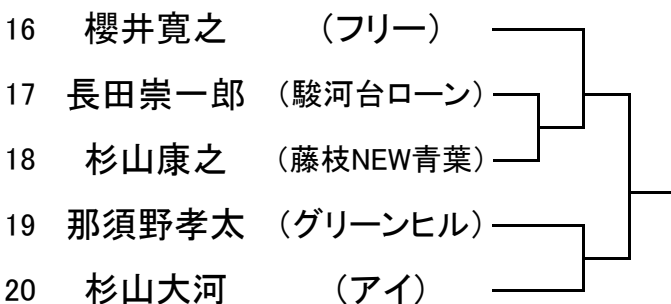 16 櫻井寛之 （フリー）
17 長田崇一郎 （駿河台ローン）
18 杉山康之 （藤枝NEW青葉）
19 那須野孝太 （グリーンヒル）
20 杉山大河 （アイ）